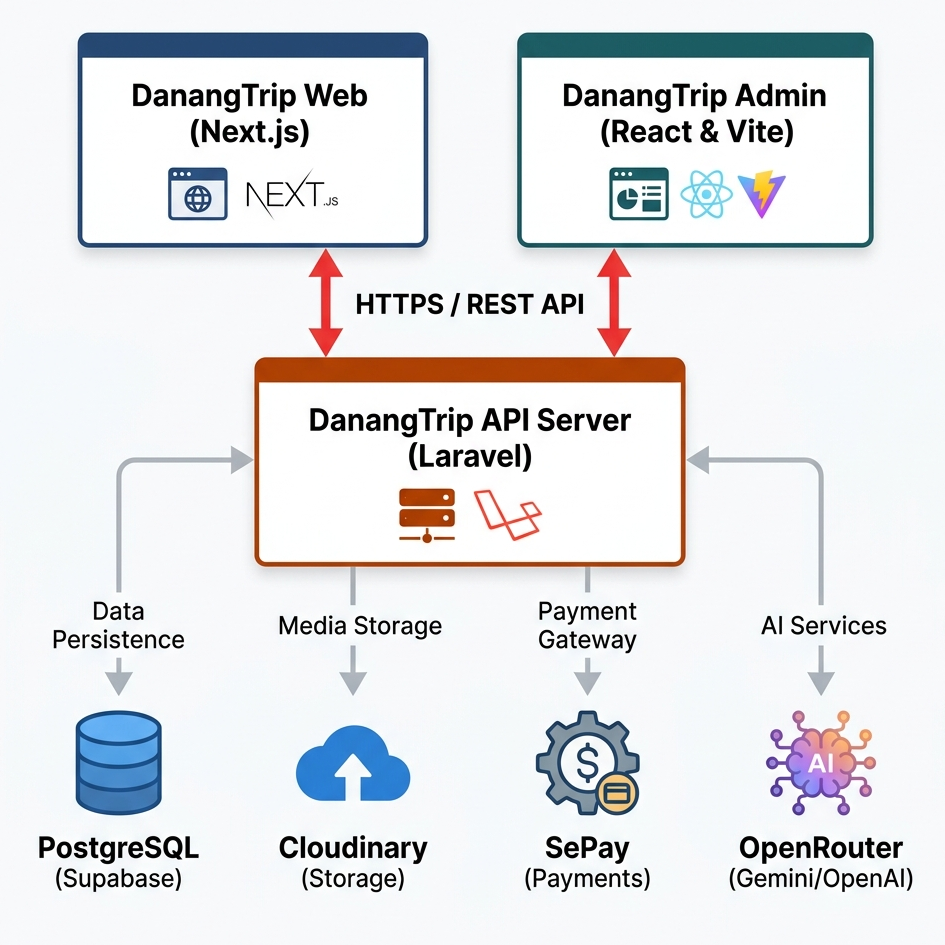 DanangTrip Web
(Next.js)
NEXT.JS
DanangTrip Admin
(React & Vite)
HTTPS / REST API
DanangTrip API Server
(Laravel)
Data
Persistence
Media Storage
Payment
Gateway
AI Services
$
AI
PostgreSQL
(Supabase)
Cloudinary
(Storage)
SePay
(Payments)
OpenRouter
(Gemini/OpenAI)